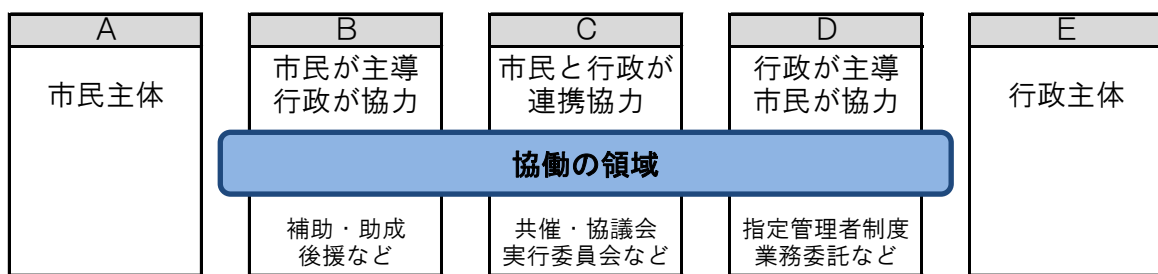 A
市民主体
B
市民が主導
行政が協力
C
市民と行政が
連携協力
D
行政が主導
市民が協力
E
行政主体
協働の領域
補助・助成
後援など
共催・協議会
実行委員会など
指定管理者制度
業務委託など